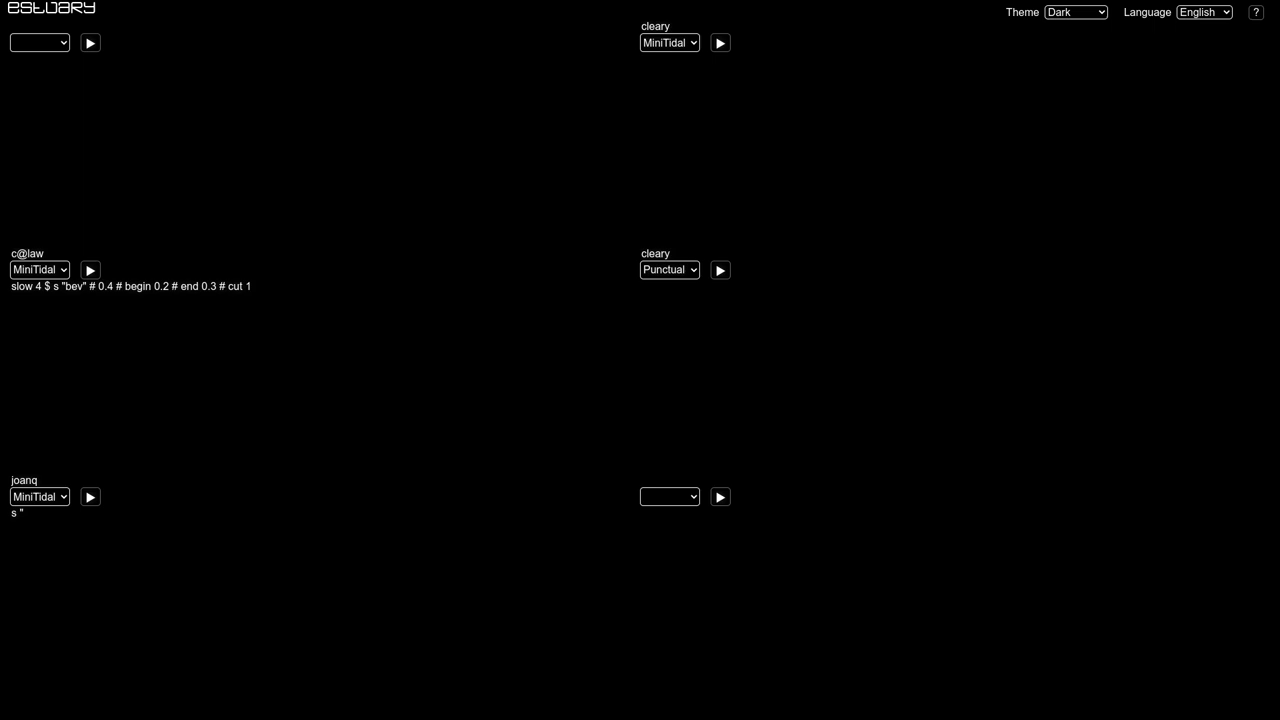 estuary
Theme Dark Language English ?
cleary
MiniTidal
c@law
MiniTidal
slow 4 $ s "bev" # 0.4 # begin 0.2 # end 0.3 # cut 1
cleary
Punctual
joanq
MiniTidal
s "